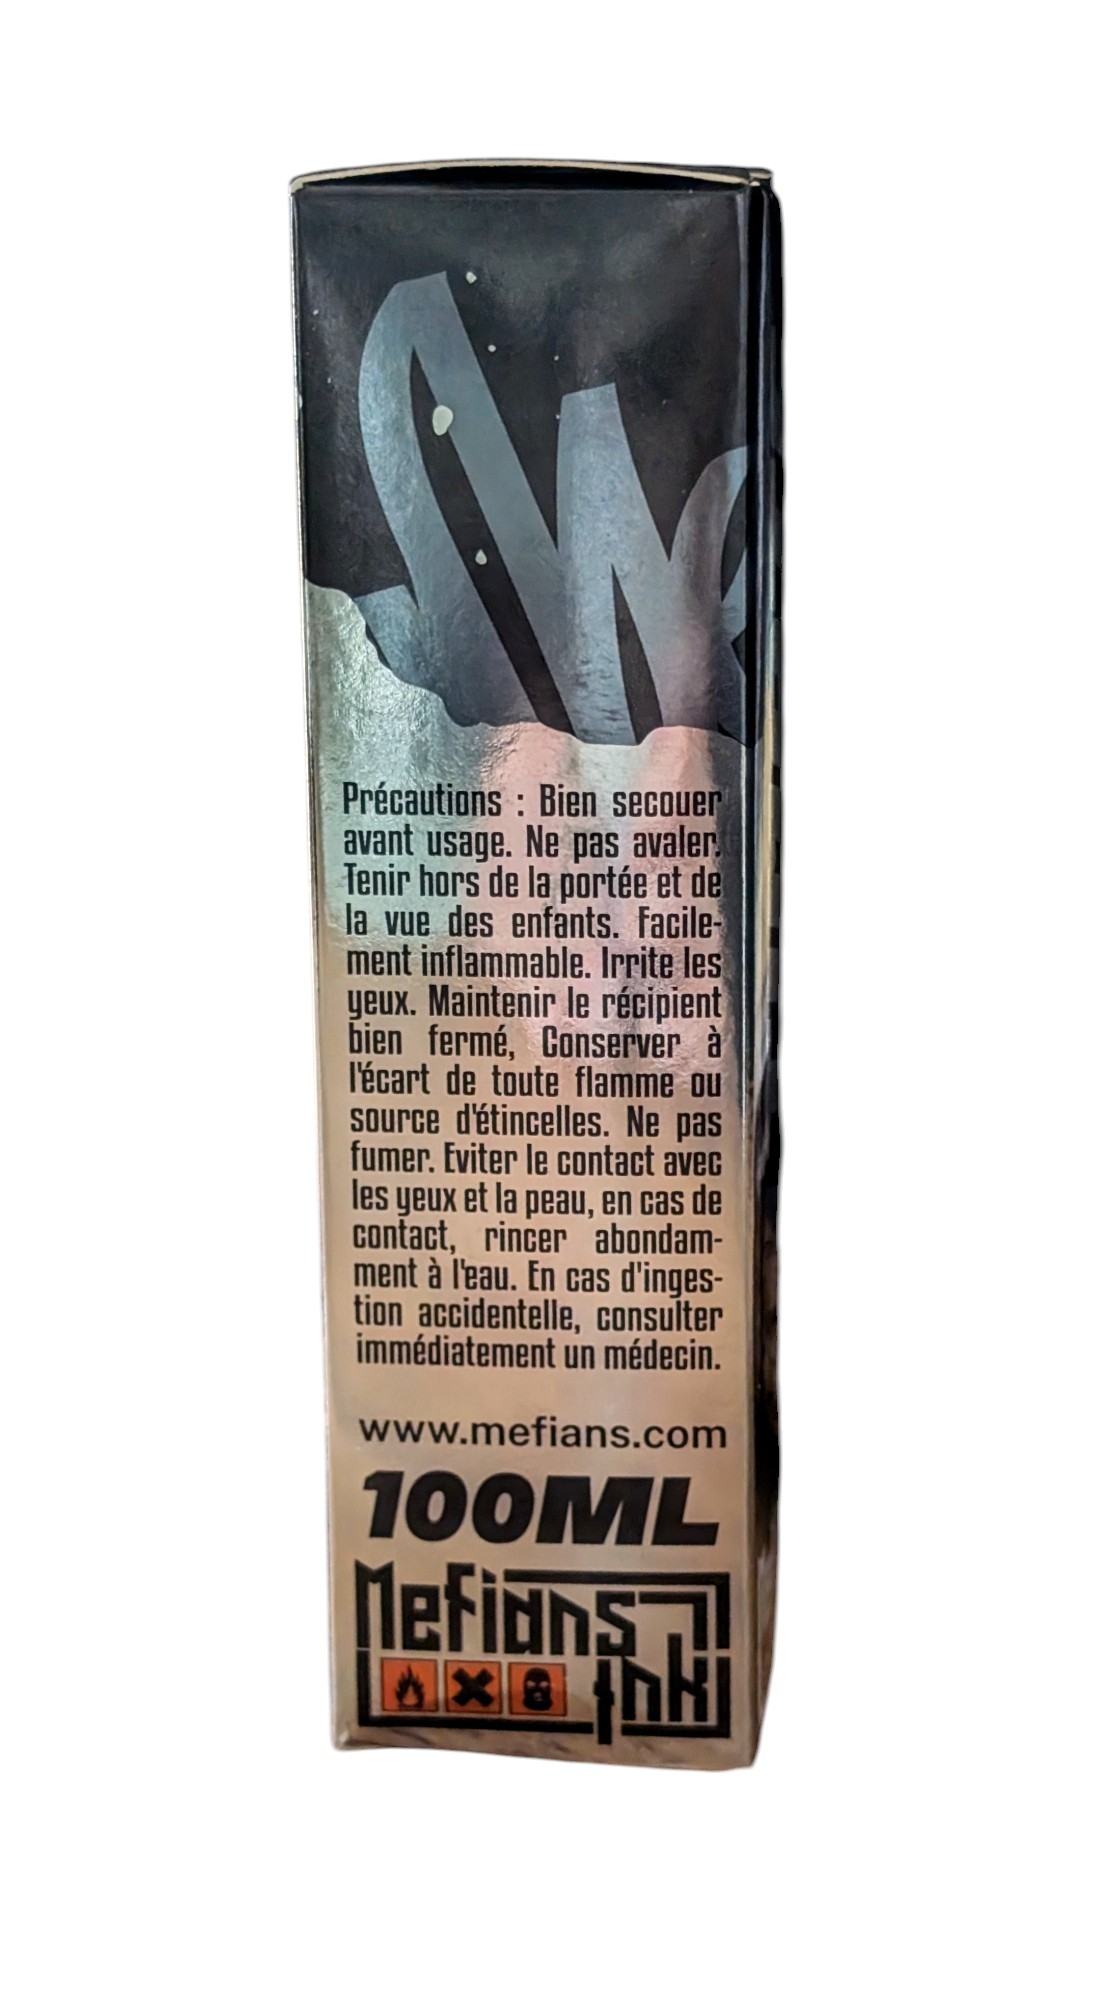 Précautions : Bien secouer
avant usage. Ne pas avaler.
Tenir hors de la portée et de
la vue des enfants. Facile-
ment inflammable. Irrite les
yeux. Maintenir le récipient
bien fermé, Conserver à
l'écart de toute flamme ou
source d'étincelles. Ne pas
fumer. Eviter le contact avec
les yeux et la peau, en cas de
contact, rincer abondam-
ment à l'eau. En cas d'inges-
tion accidentelle, consulter
immédiatement un médecin.
www.mefians.com
100ML
Mefians
Ink